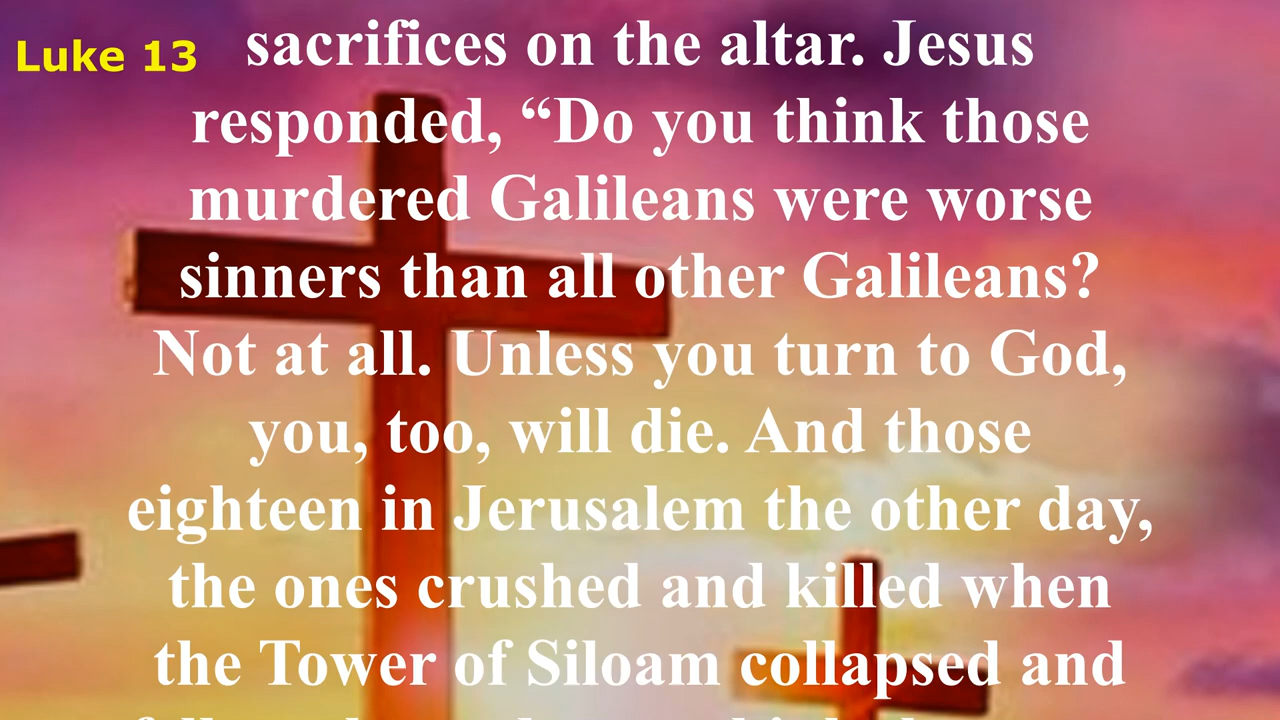 Luke 13
sacrifices on the altar. Jesus
responded, “Do you think those
murdered Galileans were worse
sinners than all other Galileans?
Not at all. Unless you turn to God,
you, too, will die. And those
eighteen in Jerusalem the other day,
the ones crushed and killed when
the Tower of Siloam collapsed and